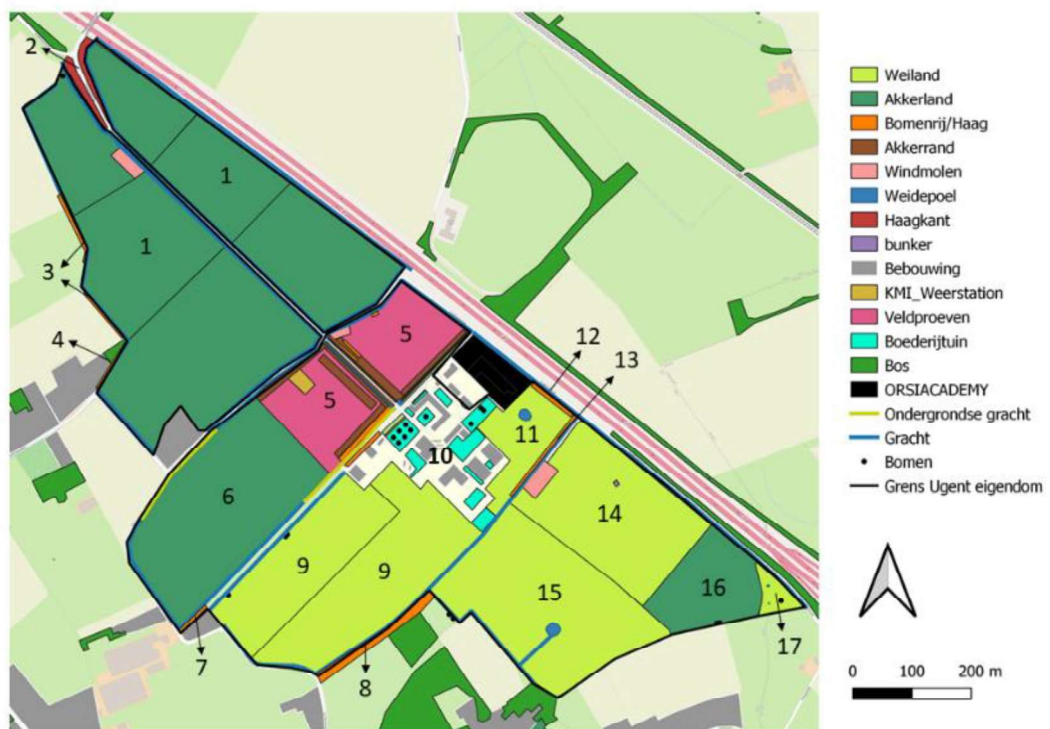 2
1
1
3
4
5
5
12
13
11
10
6
14
9
9
15
16
17
7
8
Weiland
Akkerland
Bomenrij/Haag
Akkerrand
Windmolen
Weidepoel
Haagkant
bunker
Bebouwing
KMI_Weerstation
Veldproeven
Boederijtuin
Bos
ORSIACADEMY
Ondergrondse gracht
Gracht
Bomen
Grens Ugent eigendom
0 100 200 m